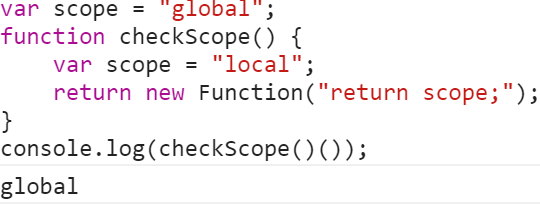 var scope = "global";
function checkScope() {
    var scope = "local";
    return new Function("return scope;");
}
console.log(checkScope()());
global